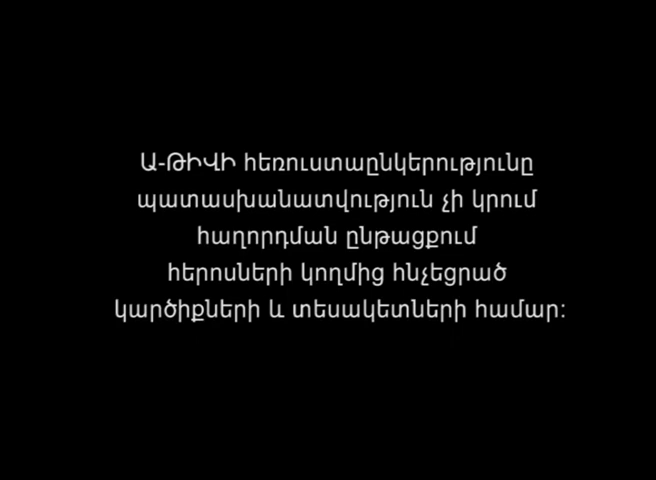 Ա-ԹԻՎԻ հեռուստաընկերությունը
պատասխանատվություն չի կրում
հաղորդման ընթացքում
հերոսների կողմից հնչեցրած
կարծիքների և տեսակետների համար։